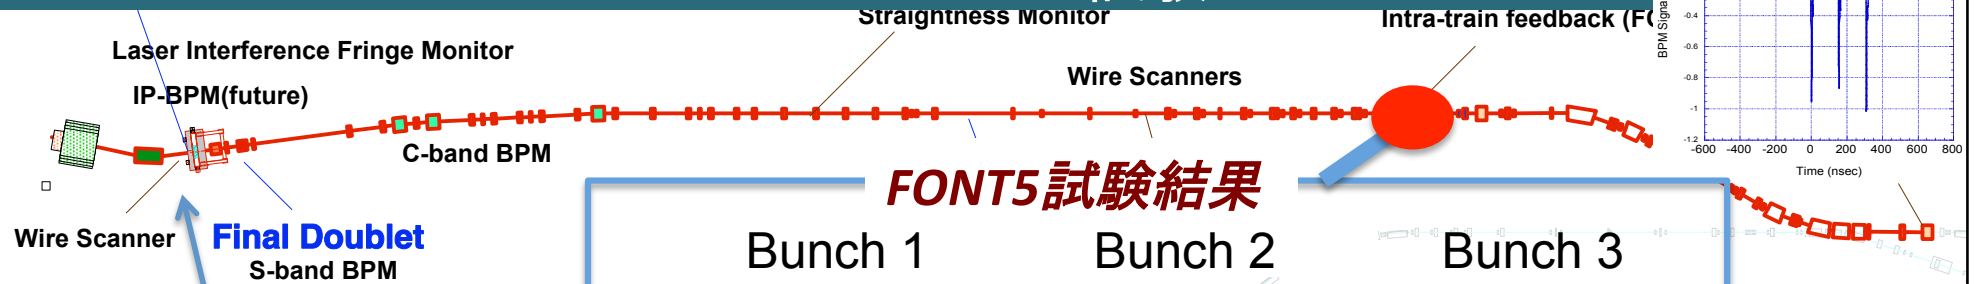 Straightness Monitor
Intra-train feedback
Laser Interference Fringe Monitor
IP-BPM(future)
Wire Scanners
C-band BPM
Wire Scanner
Final Doublet
S-band BPM
FONT5試験結果
Bunch 1
Bunch 2
Bunch 3
BPM Signa
-0.4
-0.6
-0.8
-1
-1.2
-600 -400 -200 0 200 400 600 800
Time (nsec)